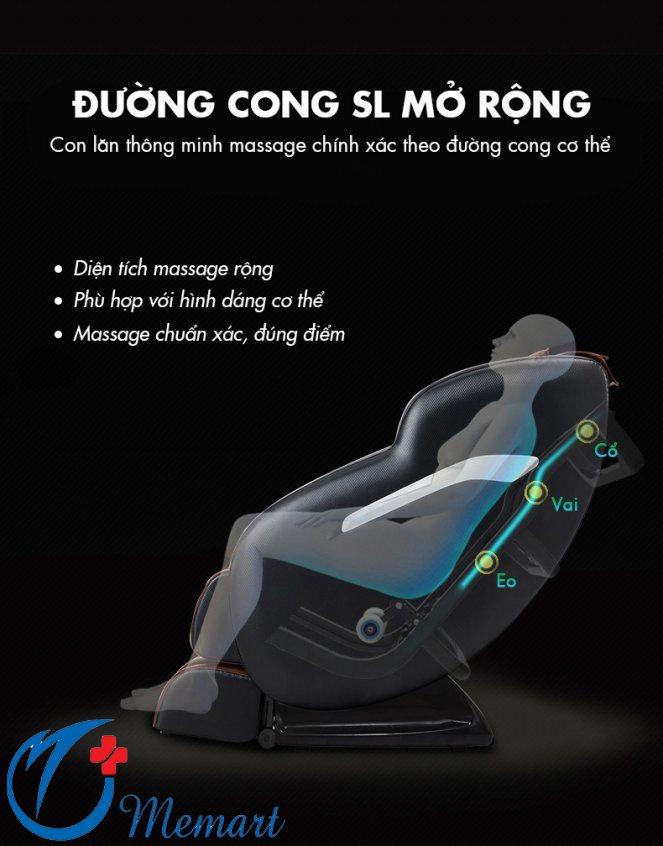 ĐƯỜNG CONG SL MỞ RỘNG
Con lăn thông minh massage chính xác theo đường cong cơ thể
• Diện tích massage rộng
• Phù hợp với hình dáng cơ thể
• Massage chuẩn xác, đúng điểm
Cổ
Vai
Eo
Memart